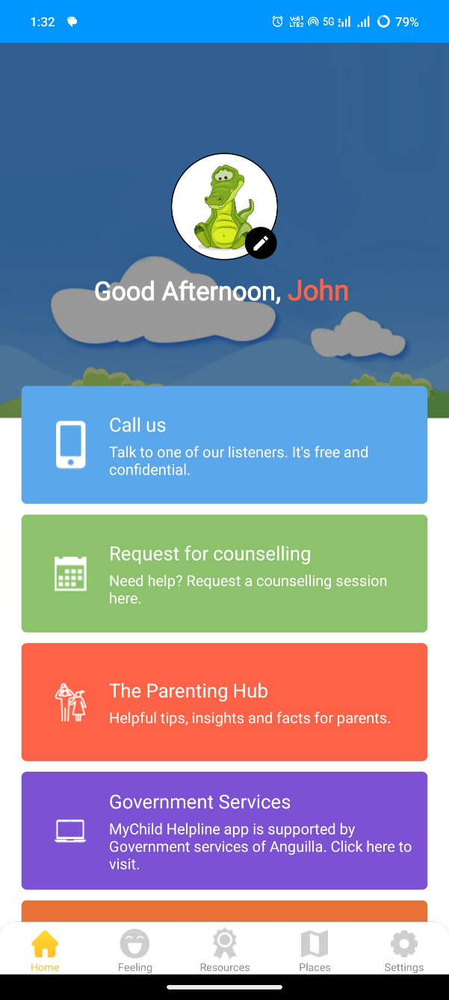 1:32
Vo)) 1
LTE2
5G
79%
Good Afternoon, John
Call us
Talk to one of our listeners. It's free and
confidential.
Request for counselling
Need help? Request a counselling session
here.
The Parenting Hub
Helpful tips, insights and facts for parents.
Government Services
MyChild Helpline app is supported by
Government services of Anguilla. Click here to
visit.
Home
Feeling
Resources
Places
Settings